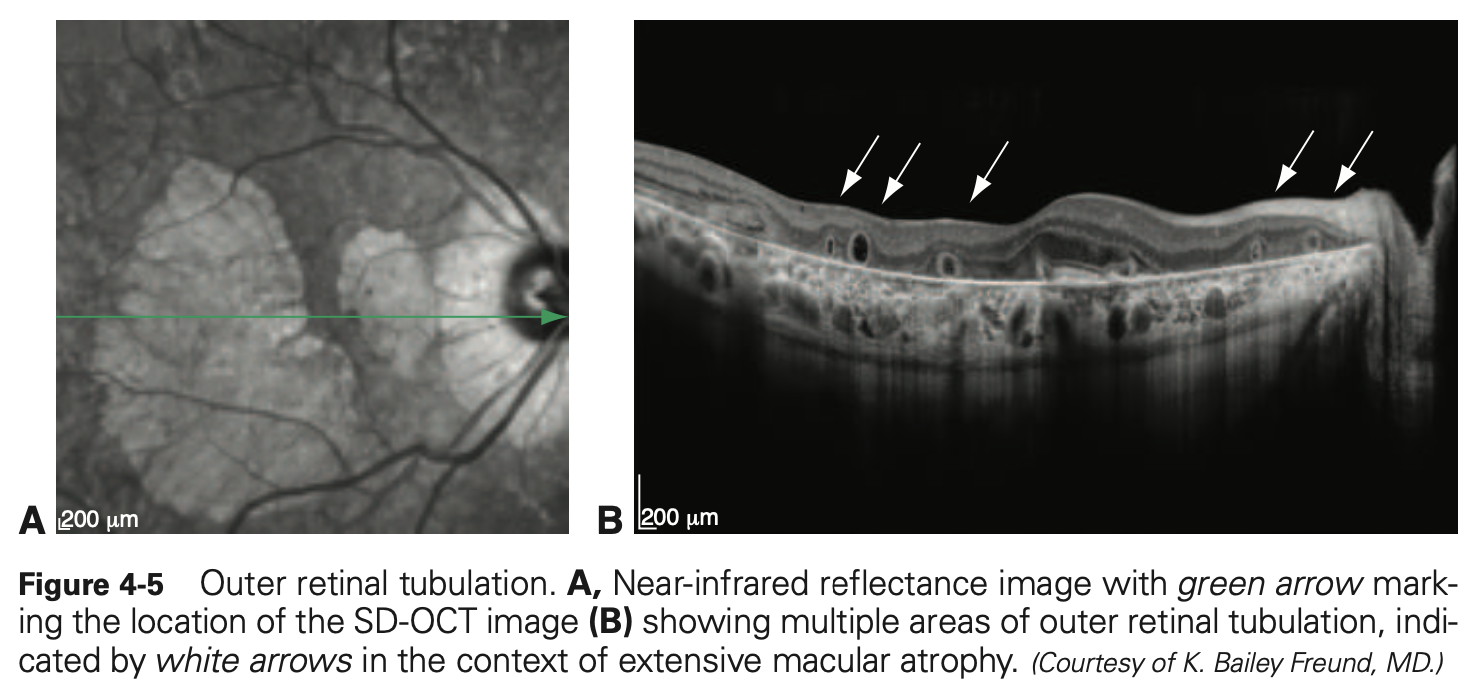 200 µm
200 µm
A
B
Figure 4-5 Outer retinal tubulation. A, Near-infrared reflectance image with green arrow mark-
ing the location of the SD-OCT image (B) showing multiple areas of outer retinal tubulation, indi-
cated by white arrows in the context of extensive macular atrophy. (Courtesy of K. Bailey Freund, MD.)